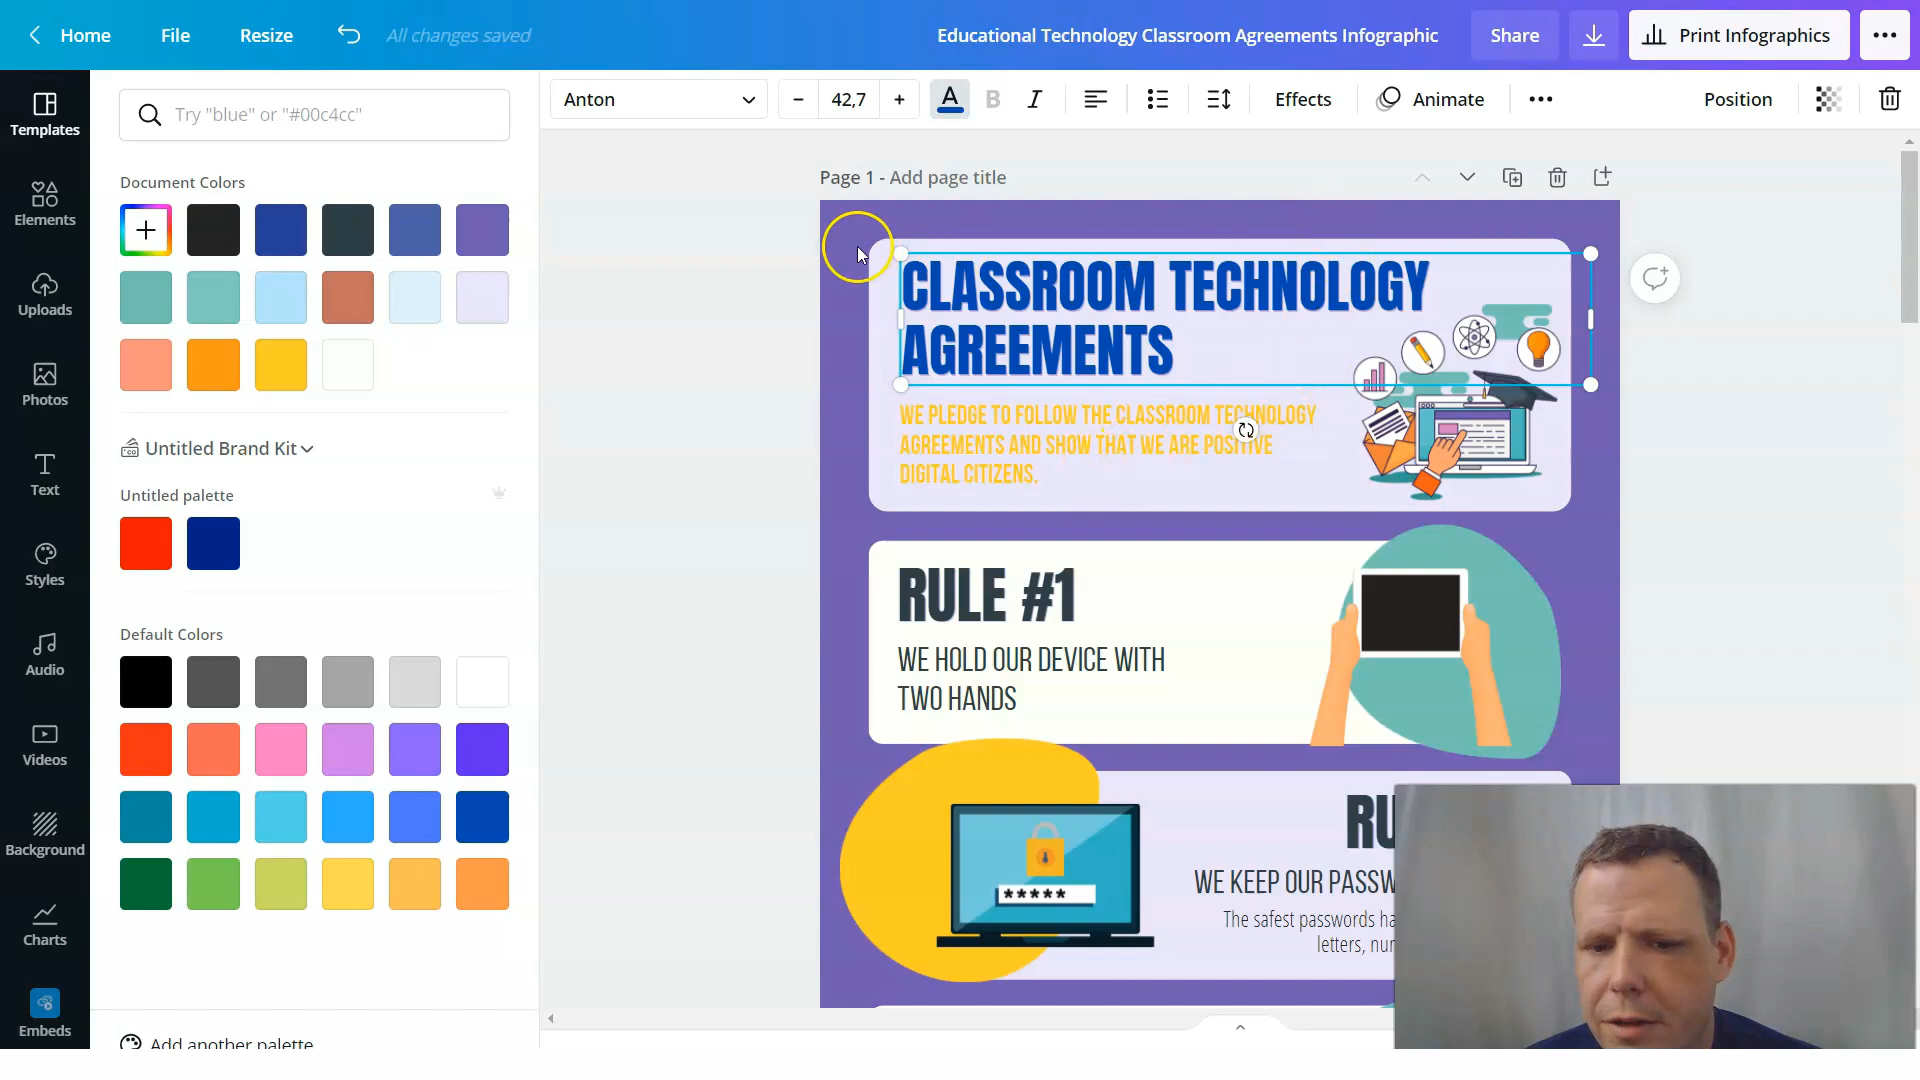 Home
File
Resize
All changes saved
Educational Technology Classroom Agreements Infographic
Share
Print Infographics
Templates
Elements
Uploads
Photos
Text
Styles
Audio
Videos
Background
Charts
Embeds
Try "blue" or "#00c4cc"
Document Colors
Untitled Brand Kit
Untitled palette
Default Colors
Add another palette
Anton
42,7
A
B
I
Effects
Animate
Position
Page 1 - Add page title
CLASSROOM TECHNOLOGY
AGREEMENTS
WE PLEDGE TO FOLLOW THE CLASSROOM TECHNOLOGY
AGREEMENTS AND SHOW THAT WE ARE POSITIVE
DIGITAL CITIZENS.
RULE #1
WE HOLD OUR DEVICE WITH
TWO HANDS
*****
RU
WE KEEP OUR PASSW
The safest passwords ha
letters, nur